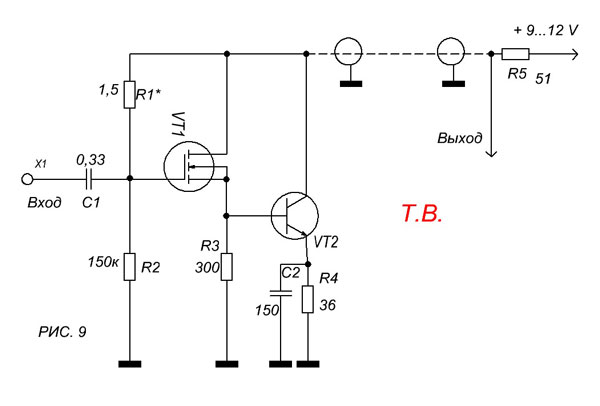 + 9...12 V
R5
51
1,5
R1*
VT1
Выход
X1
0,33
Вход
C1
Т.В.
VT2
R3
300
150к
R2
C2
R4
150
36
РИС. 9